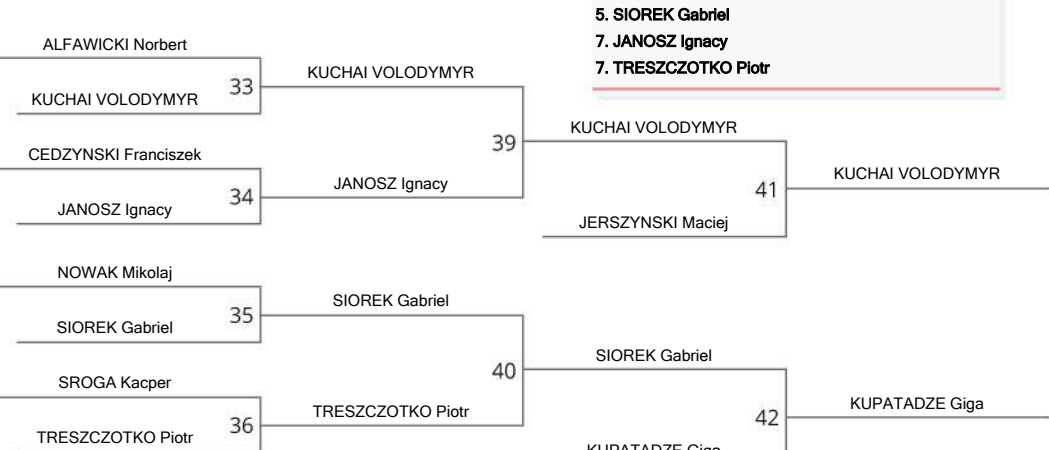 5. SIOREK Gabriel
7. JANOSZ Ignacy
7. TRESZCZOTKO Piotr
ALFAWICKI Norbert
33
KUCHAI VOLODYMYR
KUCHAI VOLODYMYR
CEDZYNSKI Franciszek
34
JANOSZ Ignacy
JANOSZ Ignacy
39
KUCHAI VOLODYMYR
JERSZYNSKI Maciej
41
KUCHAI VOLODYMYR
NOWAK Mikolaj
35
SIOREK Gabriel
SIOREK Gabriel
SROGA Kacper
36
TRESZCZOTKO Piotr
TRESZCZOTKO Piotr
40
SIOREK Gabriel
KUPATADZE Giga
42
KUPATADZE Giga